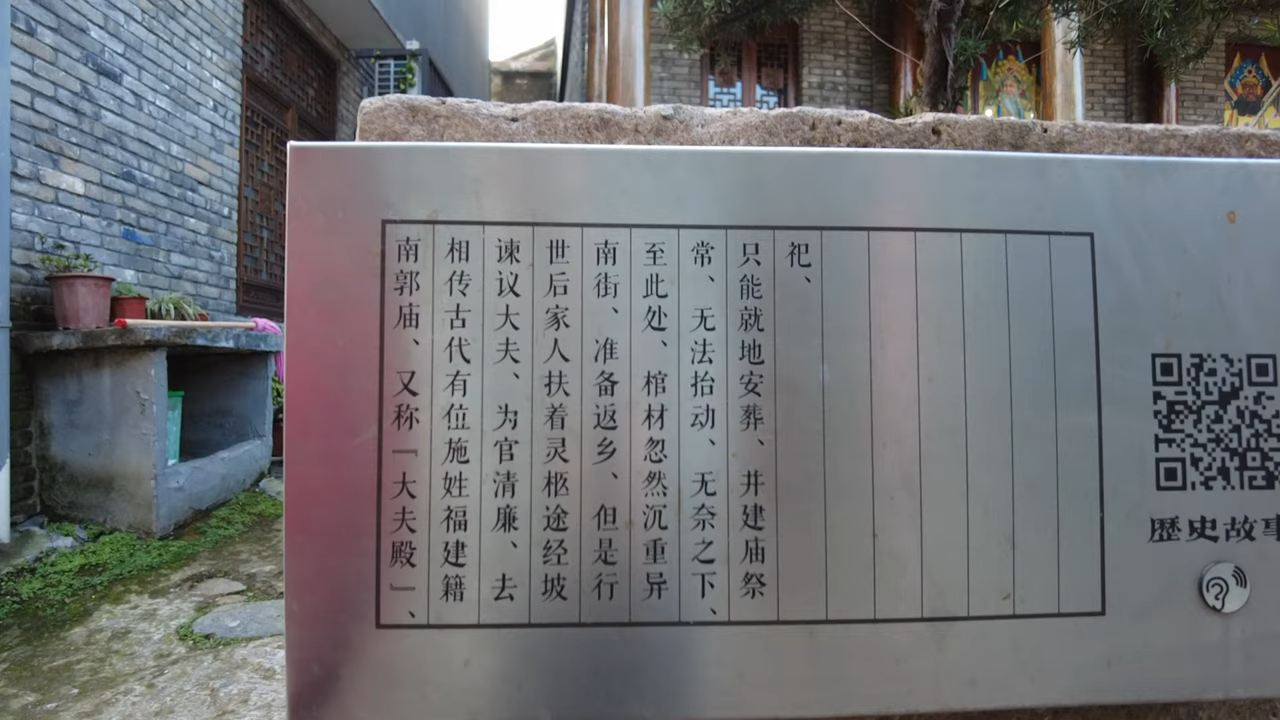 南郭庙、又称「大夫殿」、
相传古代有位施姓福建籍
谏议大夫、为官清廉、去
世后家人扶着灵柩途经坡
南街、准备返乡、但是行
至此处、棺材忽然沉重异
常、无法抬动、无奈之下、
只能就地安葬、并建庙祭
祀、
歷史故事